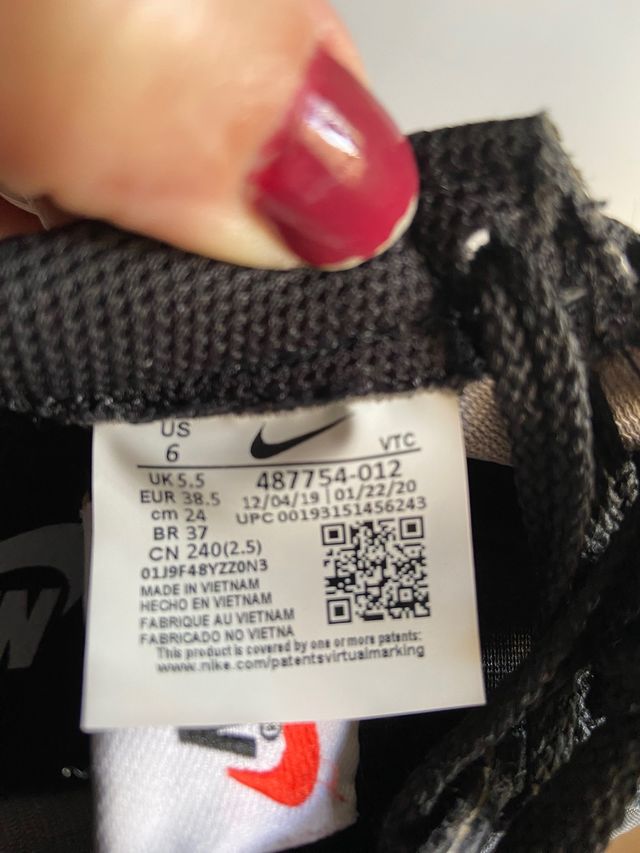 US
6
VTC
UK 5.5
487754-012
EUR 38.5
12/04/19 | 01/22/20
cm 24
UPC 00193151456243
BR 37
CN 240(2.5)
01J9F48YZZ0N3
MADE IN VIETNAM
HECHO EN VIETNAM
FABRIQUE AU VIETNAM
FABRICADO NO VIETNA
This product is covered by one or more patents:
www.nike.com/patentsvirtualmarking